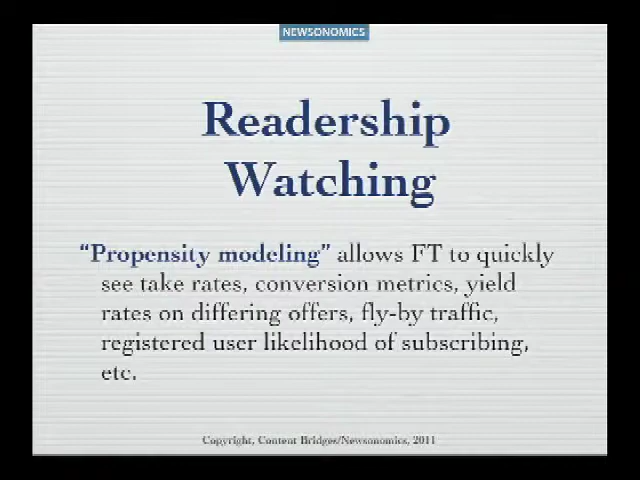 NEWSONOMICS
Readership
Watching
“Propensity modeling” allows FT to quickly
see take rates, conversion metrics, yield
rates on differing offers, fly-by traffic,
registered user likelihood of subscribing,
etc.
Copyright, Content Bridges/Newsonomics, 2011